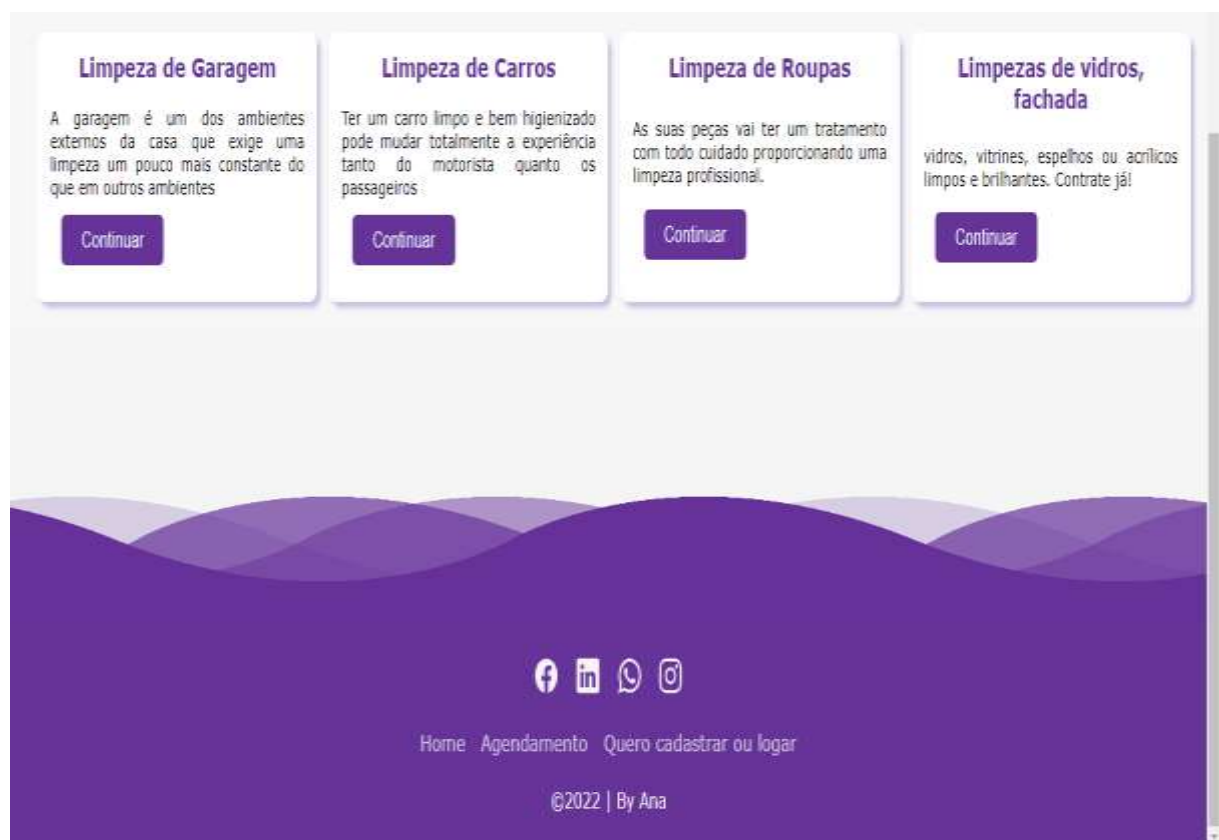 Limpeza de Garagem
A garagem é um dos ambientes
externos da casa que exige uma
limpeza um pouco mais constante do
que em outros ambientes
Continuar
Limpeza de Carros
Ter um carro limpo e bem higienizado
pode mudar totalmente a experiência
tanto do motorista quanto os
passageiros
Continuar
Limpeza de Roupas
As suas peças vai ter um tratamento
com todo cuidado proporcionando uma
limpeza profissional.
Continuar
Limpezas de vidros,
fachada
vidros, vitrines, espelhos ou acrílicos
limpos e brilhantes. Contrate já!
Continuar
in
Home Agendamento Quero cadastrar ou logar
©2022 | By Ana